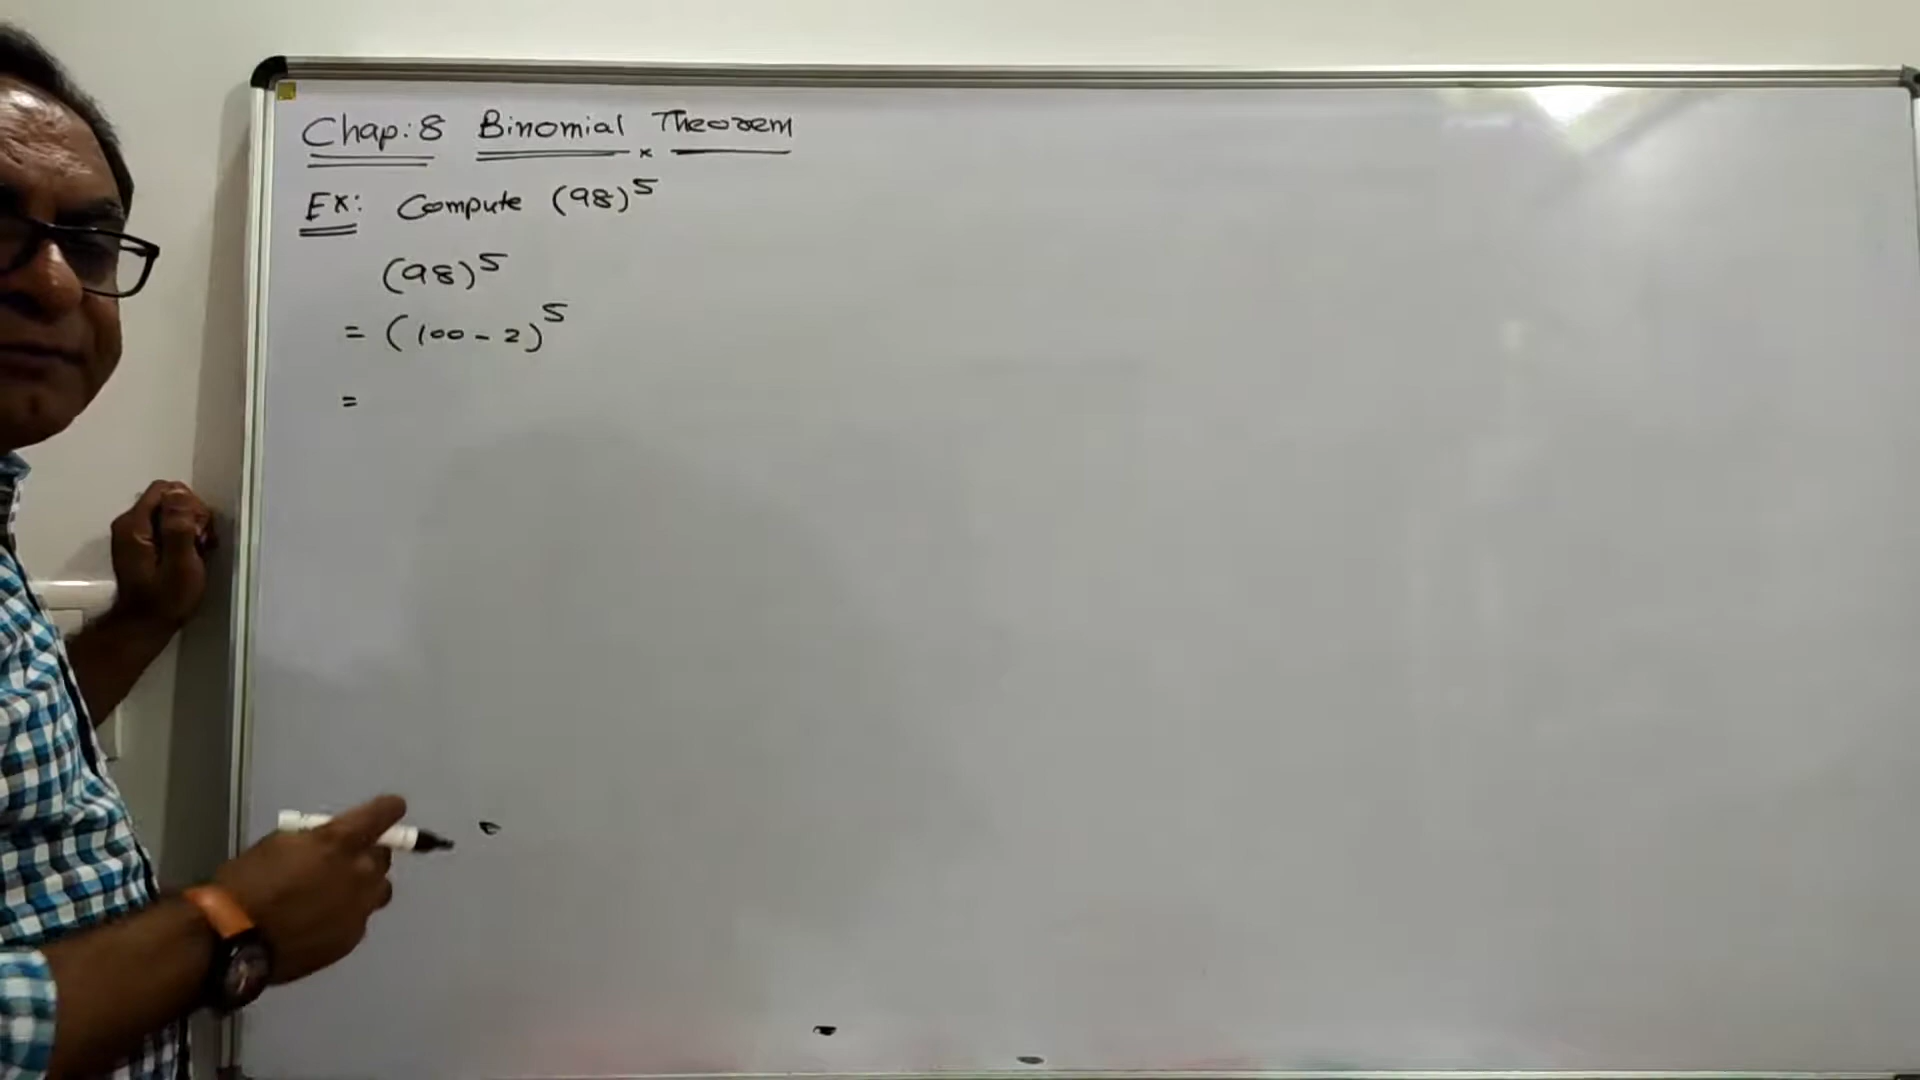 Chap: 8 Binomial Theorem
Ex: Compute (98)^5
(98)^5
= (100 - 2)^5
=